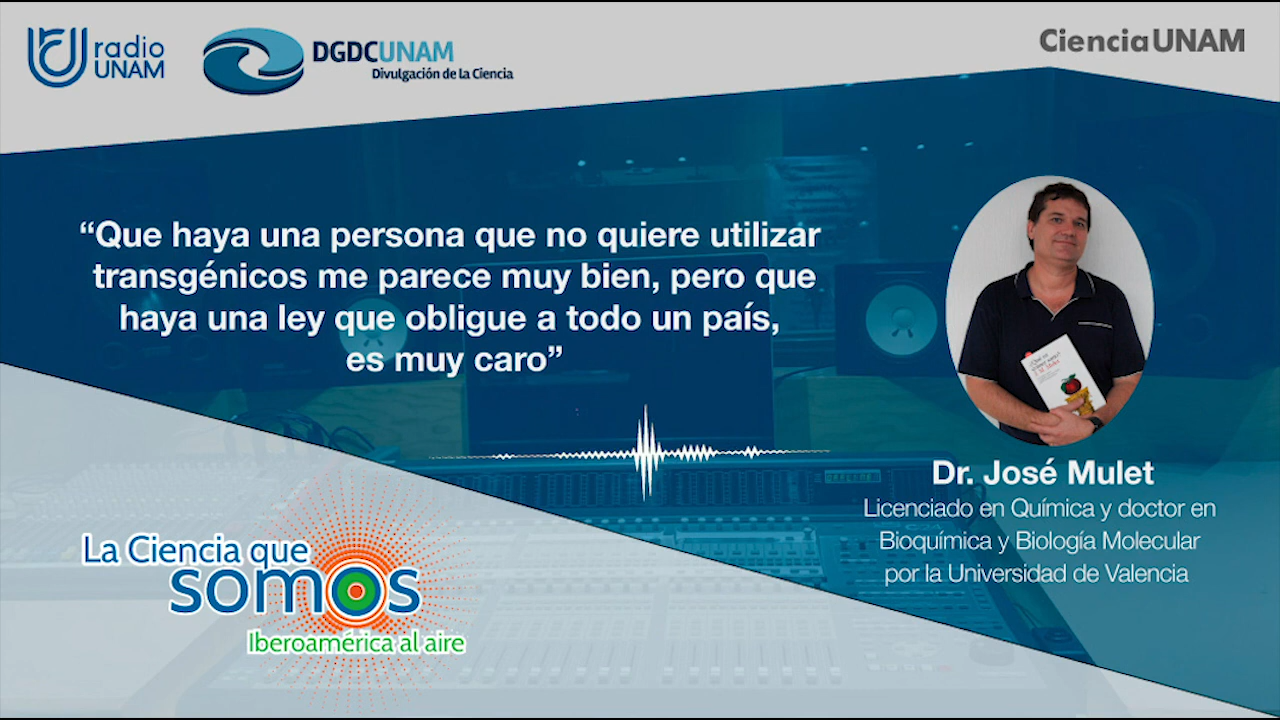 radio
UNAM
DGDCUNAM
Divulgación de la Ciencia
CienciaUNAM
“Que haya una persona que no quiere utilizar
transgénicos me parece muy bien, pero que
haya una ley que obligue a todo un país,
es muy caro”
Dr. José Mulet
Licenciado en Química y doctor en
Bioquímica y Biología Molecular
por la Universidad de Valencia
La Ciencia que
somos
Iberoamérica al aire